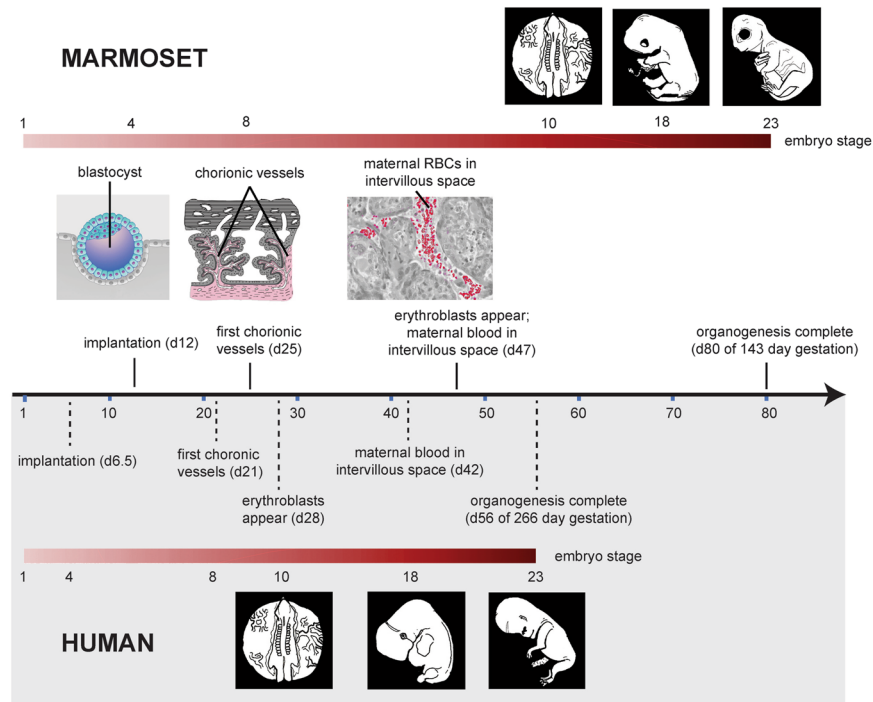 MARMOSET
1 4 8 10 18 23
embryo stage
blastocyst
chorionic vessels
maternal RBCs in
intervillous space
implantation (d12)
first chorionic
vessels (d25)
erythroblasts appear;
maternal blood in
intervillous space (d47)
organogenesis complete
(d80 of 143 day gestation)
1 10 20 30 40 50 60 70 80
implantation (d6.5)
first choronic
vessels (d21)
erythroblasts
appear (d28)
maternal blood in
intervillous space (d42)
organogenesis complete
(d56 of 266 day gestation)
embryo stage
1 4 8 10 18 23
HUMAN